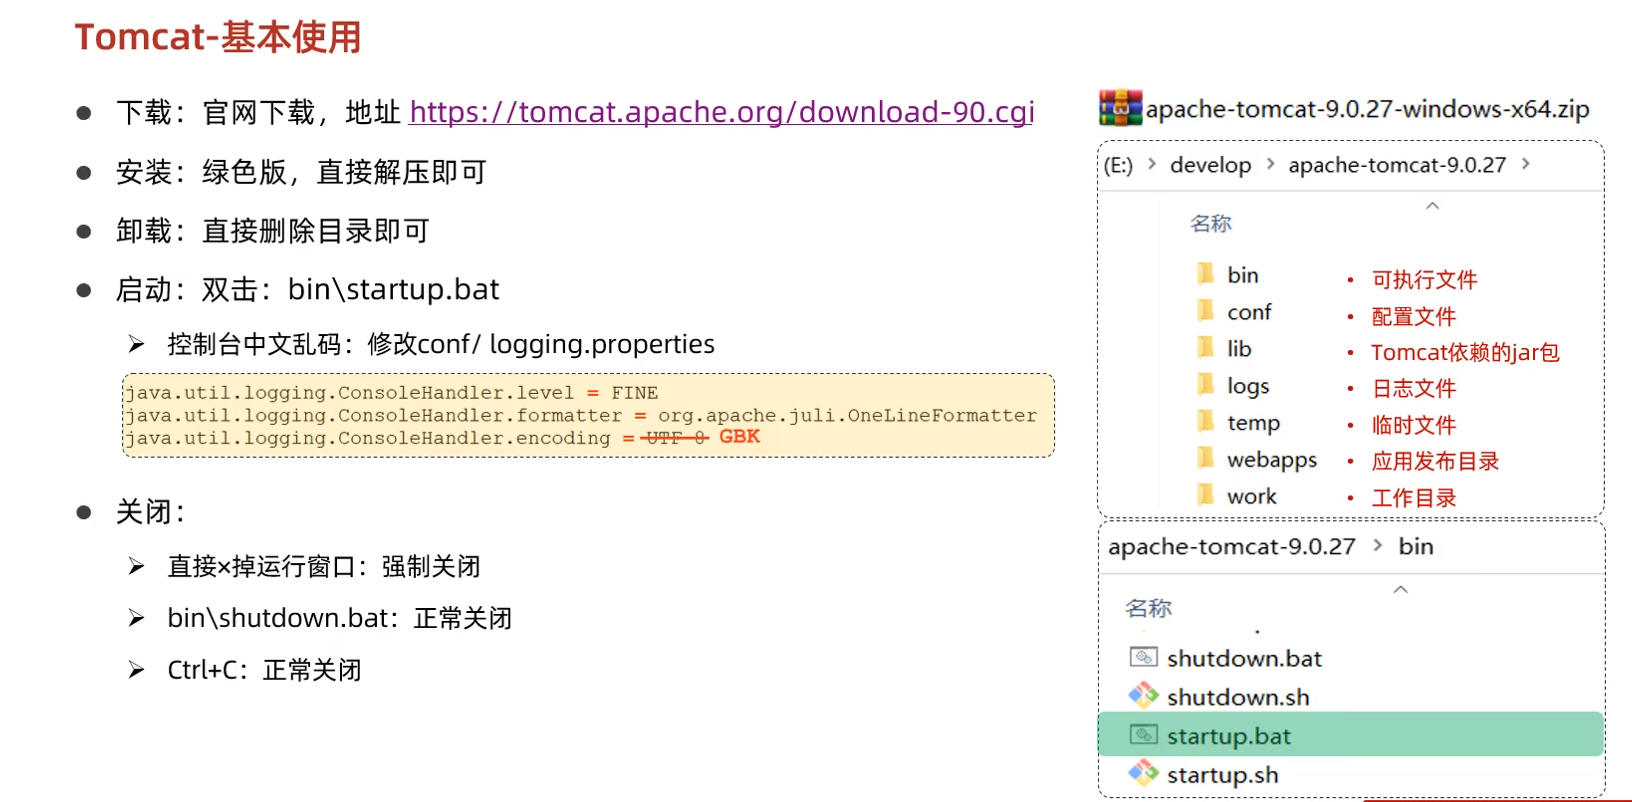 Tomcat-基本使用
下载：官网下载，地址 https://tomcat.apache.org/download-90.cgi
安装：绿色版，直接解压即可
卸载：直接删除目录即可
启动：双击：bin\startup.bat
控制台中文乱码：修改conf/ logging.properties
java.util.logging.ConsoleHandler.level = FINE
java.util.logging.ConsoleHandler.formatter = org.apache.juli.OneLineFormatter
java.util.logging.ConsoleHandler.encoding = UTF-8 GBK
关闭：
直接×掉运行窗口：强制关闭
bin\shutdown.bat：正常关闭
Ctrl+C：正常关闭
apache-tomcat-9.0.27-windows-x64.zip
(E:) > develop > apache-tomcat-9.0.27 >
名称
bin • 可执行文件
conf • 配置文件
lib • Tomcat依赖的jar包
logs • 日志文件
temp • 临时文件
webapps • 应用发布目录
work • 工作目录
apache-tomcat-9.0.27 > bin
名称
shutdown.bat
shutdown.sh
startup.bat
startup.sh